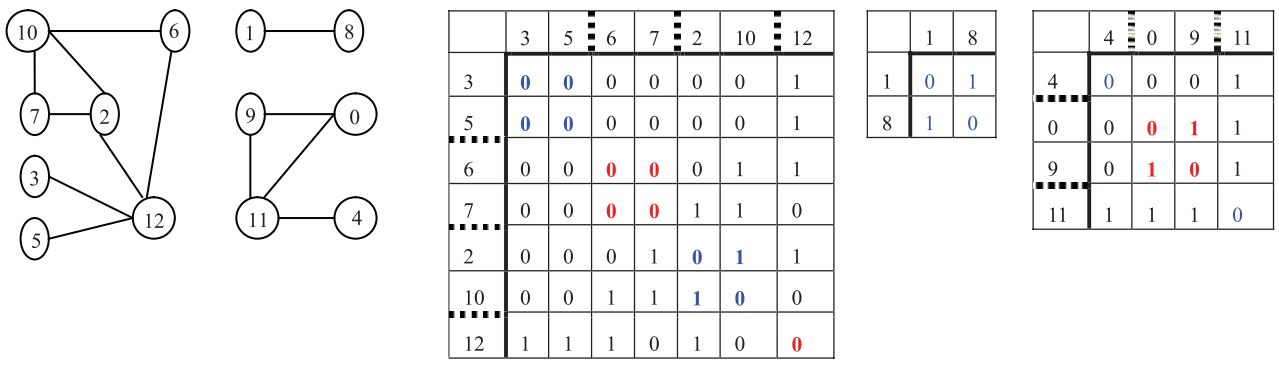 10 6
7 2
3
5 12
1 8
9 0
11 4
3 5 6 7 2 10 12
3 0 0 0 0 0 0 1
5 0 0 0 0 0 0 1
6 0 0 0 0 0 1 1
7 0 0 0 0 1 1 0
2 0 0 0 1 0 1 1
10 0 0 1 1 1 0 0
12 1 1 1 0 1 0 0
1 8
1 0 1
8 1 0
4 0 9 11
4 0 0 0 1
0 0 0 1 1
9 0 1 0 1
11 1 1 1 0